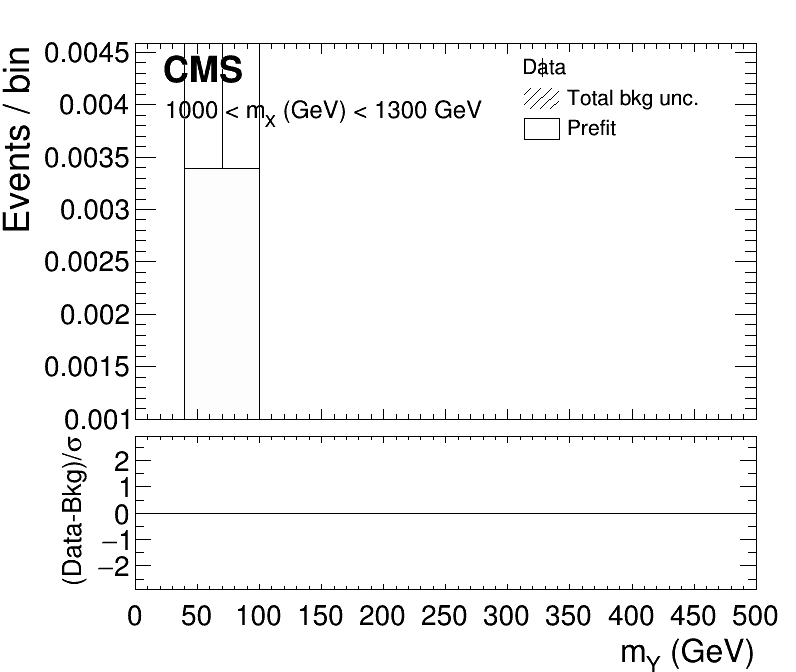 CMS
1000 < mX (GeV) < 1300 GeV
Data
Total bkg unc.
Prefit
Events / bin
0.0045
0.004
0.0035
0.003
0.0025
0.002
0.0015
0.001
(Data-Bkg)/σ
2
1
0
−1
−2
0 50 100 150 200 250 300 350 400 450 500
mY (GeV)